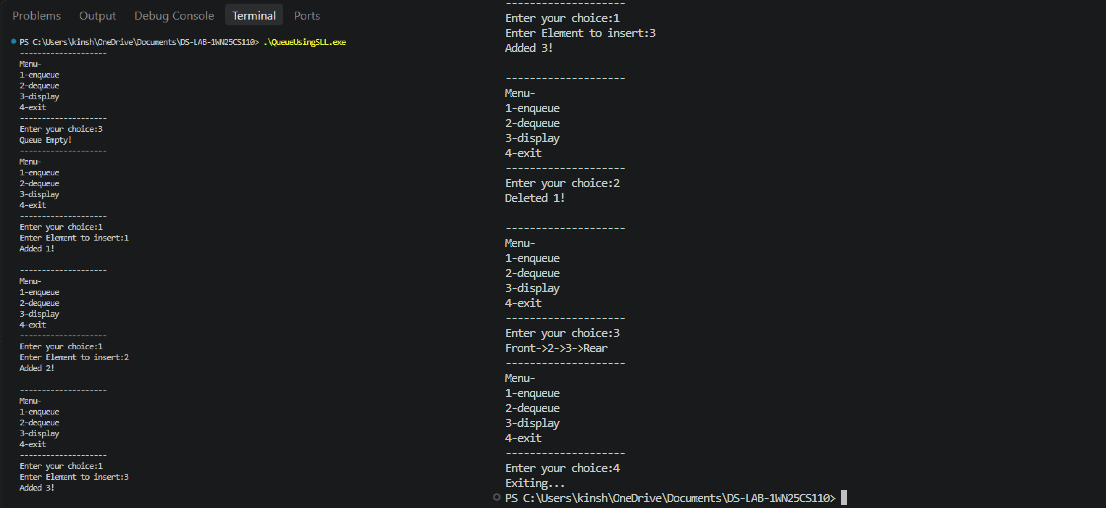 Problems Output Debug Console Terminal Ports
PS C:\Users\kinsh\OneDrive\Documents\DS-LAB-1WN25CS110> .\QueueUsingSLL.exe
--------------------
Menu-
1-enqueue
2-dequeue
3-display
4-exit
--------------------
Enter your choice:3
Queue Empty!
--------------------
Menu-
1-enqueue
2-dequeue
3-display
4-exit
--------------------
Enter your choice:1
Enter Element to insert:1
Added 1!
--------------------
Menu-
1-enqueue
2-dequeue
3-display
4-exit
--------------------
Enter your choice:1
Enter Element to insert:2
Added 2!
--------------------
Menu-
1-enqueue
2-dequeue
3-display
4-exit
--------------------
Enter your choice:1
Enter Element to insert:3
Added 3!
--------------------
Enter your choice:1
Enter Element to insert:3
Added 3!
--------------------
Menu-
1-enqueue
2-dequeue
3-display
4-exit
--------------------
Enter your choice:2
Deleted 1!
--------------------
Menu-
1-enqueue
2-dequeue
3-display
4-exit
--------------------
Enter your choice:3
Front->2->3->Rear
--------------------
Menu-
1-enqueue
2-dequeue
3-display
4-exit
--------------------
Enter your choice:4
Exiting...
PS C:\Users\kinsh\OneDrive\Documents\DS-LAB-1WN25CS110>